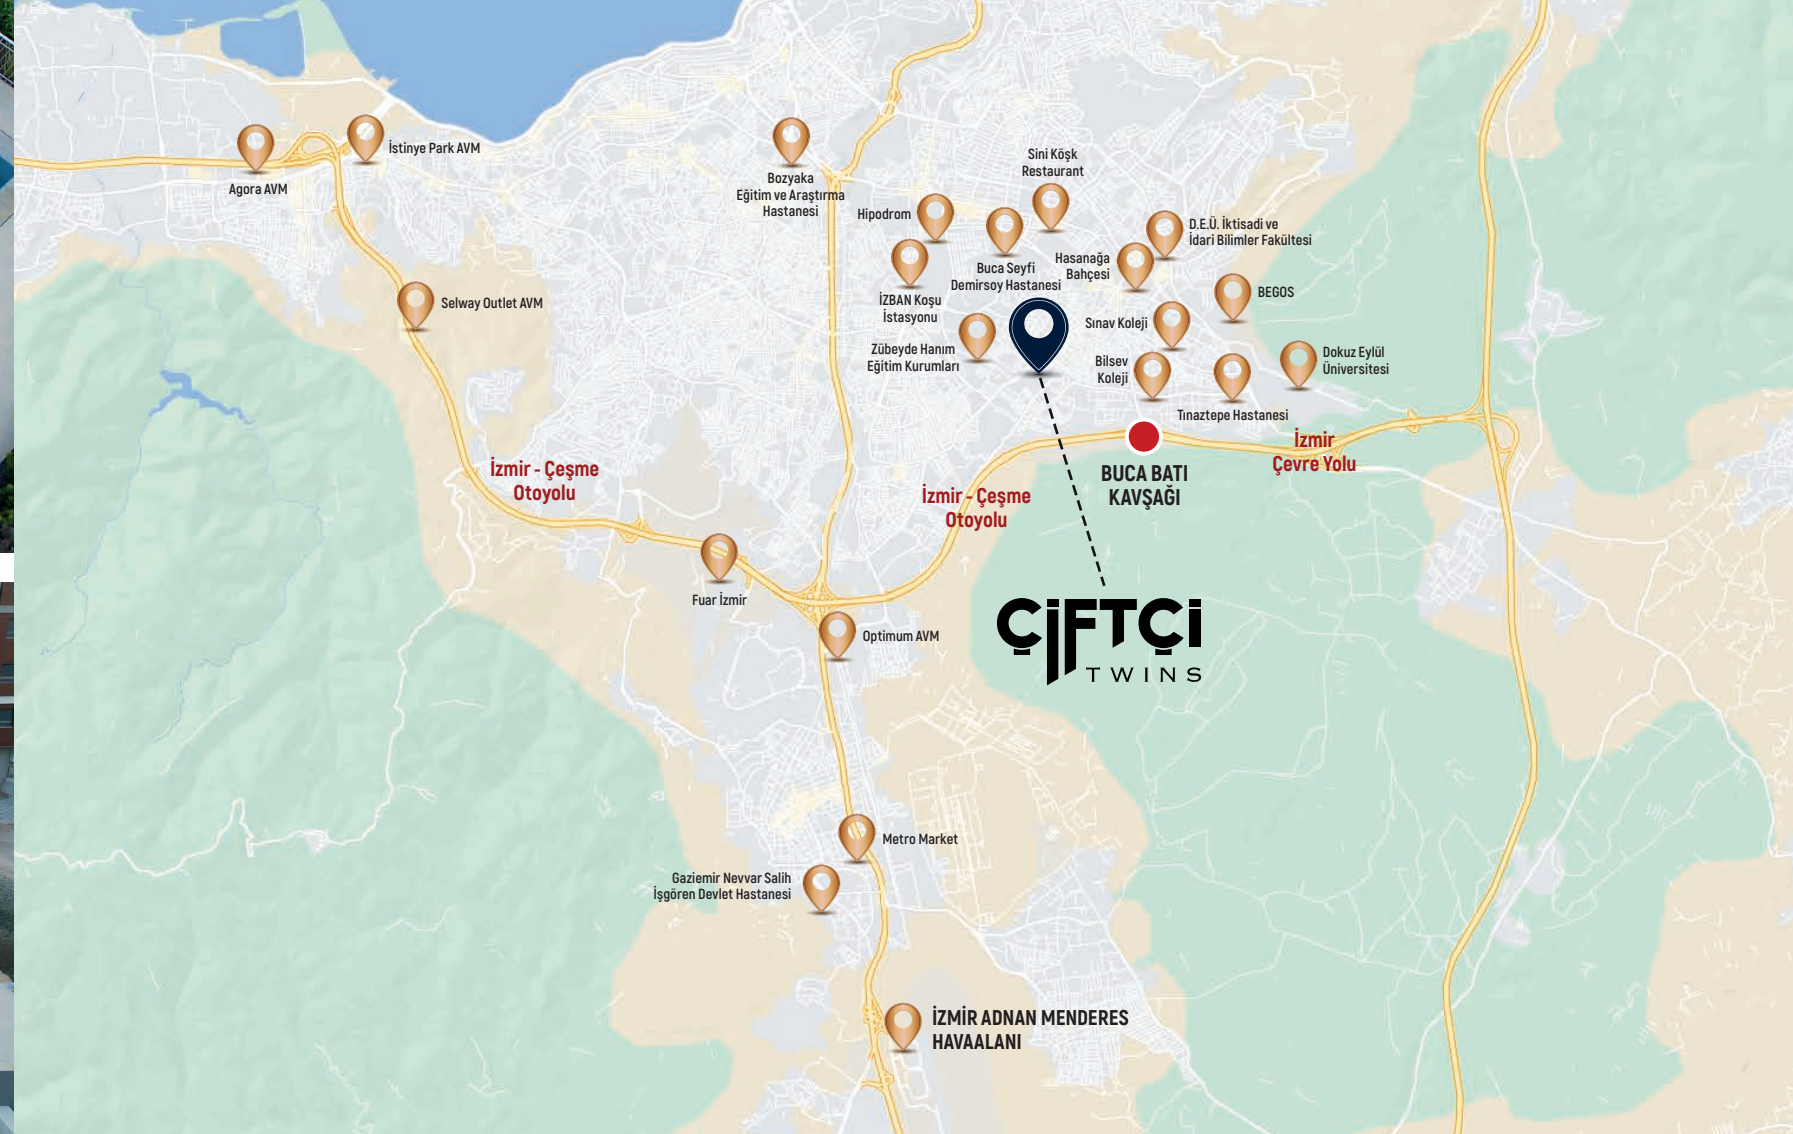 İstinye Park AVM
Agora AVM
Bozyaka
Eğitim ve Araştırma
Hastanesi
Sini Köşk
Restaurant
Hipodrom
D.E.Ü. İktisadi ve
İdari Bilimler Fakültesi
Buca Seyfi
Demirsoy Hastanesi
Hasanağa
Bahçesi
İZBAN Koşu
İstasyonu
BEGOS
Selway Outlet AVM
Sınav Koleji
Zübeyde Hanım
Eğitim Kurumları
Bilsev
Koleji
Dokuz Eylül
Üniversitesi
Tınaztepe Hastanesi
İzmir
Çevre Yolu
BUCA BATI
KAVŞAĞI
İzmir - Çeşme
Otoyolu
İzmir - Çeşme
Otoyolu
Fuar İzmir
Optimum AVM
ÇİFTÇİ
TWINS
Metro Market
Gaziemir Nevvar Salih
İşgören Devlet Hastanesi
İZMİR ADNAN MENDERES
HAVAALANI